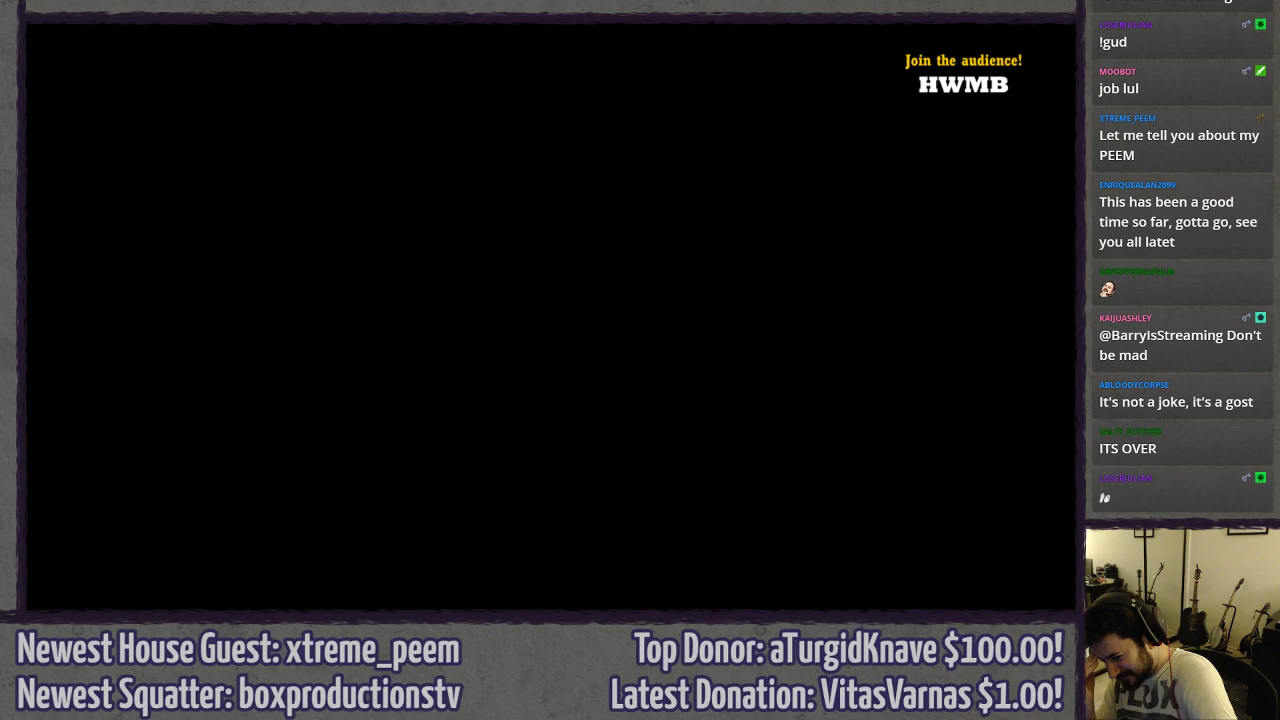 Join the audience!
HWMB
!gud
MOOBOT
job lul
XTREME_PEEM
Let me tell you about my
PEEM
ENRIQUEALAN2099
This has been a good
time so far, gotta go, see
you all latet
KAIJUASHLEY
@BarryIsStreaming Don't
be mad
ABLOODYCORPSE
It's not a joke, it's a gost
ITS OVER
Newest House Guest: xtreme_peem
Newest Squatter: boxproductionstv
Top Donor: aTurgidKnave $100.00!
Latest Donation: VitasVarnas $1.00!
FLUX